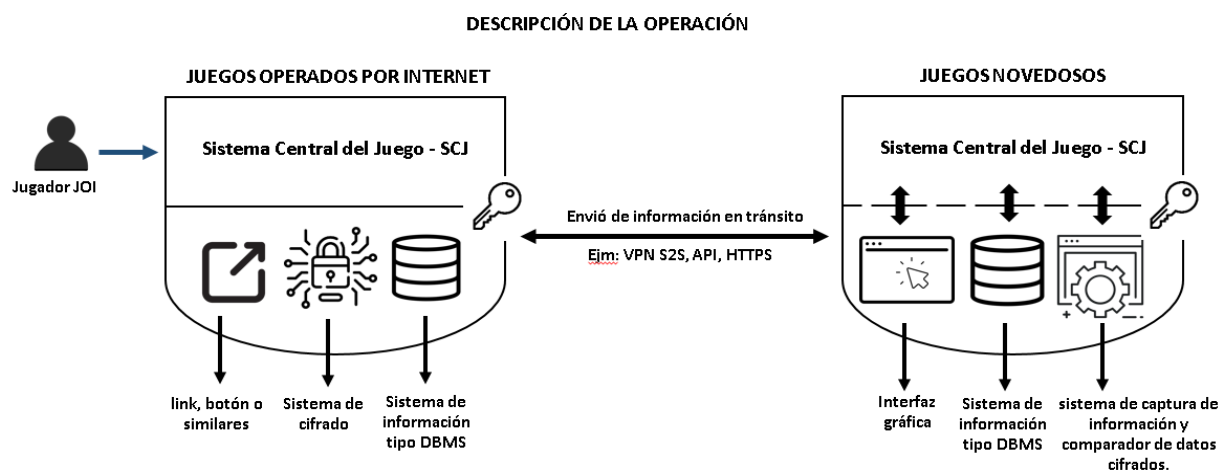 DESCRIPCIÓN DE LA OPERACIÓN
JUEGOS OPERADOS POR INTERNET
Sistema Central del Juego - SCJ
Jugador JOI
link, botón o
similares
Sistema de
cifrado
Sistema de
información
tipo DBMS
Envió de información en tránsito
Ejm: VPN S2S, API, HTTPS
JUEGOS NOVEDOSOS
Sistema Central del Juego - SCJ
Interfaz
gráfica
Sistema de
información
tipo DBMS
sistema de captura de
información y
comparador de datos
cifrados.